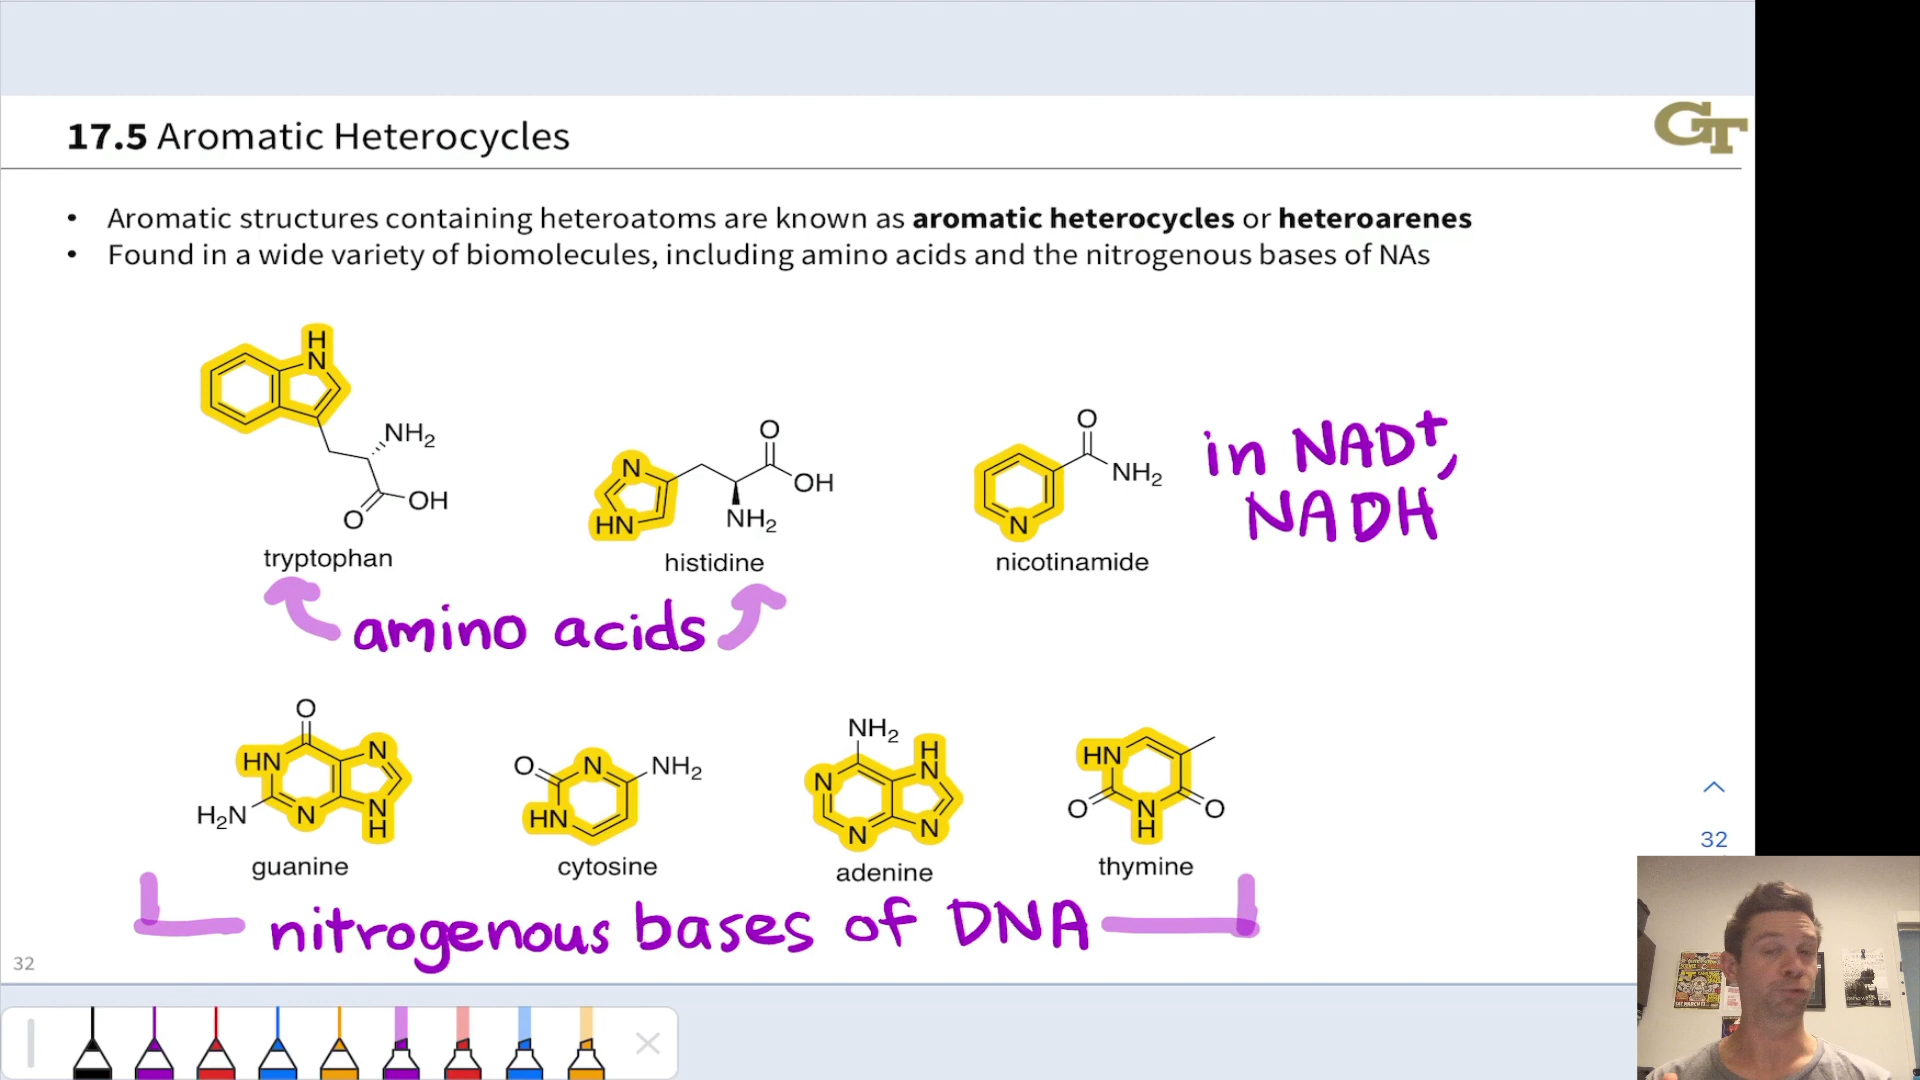 17.5 Aromatic Heterocycles
GT
• Aromatic structures containing heteroatoms are known as aromatic heterocycles or heteroarenes
• Found in a wide variety of biomolecules, including amino acids and the nitrogenous bases of NAs
H
N
NH2
OH
O
tryptophan
N
HN
O
OH
NH2
histidine
O
NH2
N
nicotinamide
in NAD+,
NADH
amino acids
O
HN
N
H2N
N
N
H
guanine
O
N
NH2
HN
cytosine
NH2
N
H
N
N
N
adenine
HN
O
N
H
O
thymine
nitrogenous bases of DNA
32
32